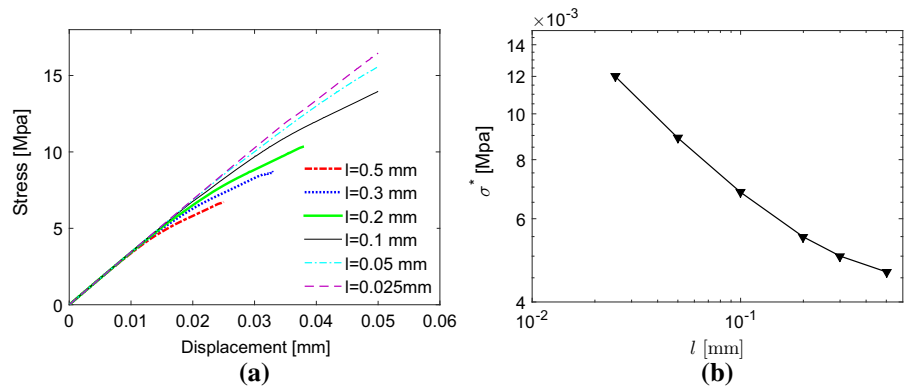 Stress [Mpa]
15
10
5
0
0
0.01
0.02
0.03
0.04
0.05
0.06
Displacement [mm]
l=0.5 mm
l=0.3 mm
l=0.2 mm
l=0.1 mm
l=0.05 mm
l=0.025mm
(a)
×10⁻³
σ* [Mpa]
14
12
10
8
6
4
10⁻²
10⁻¹
l [mm]
(b)